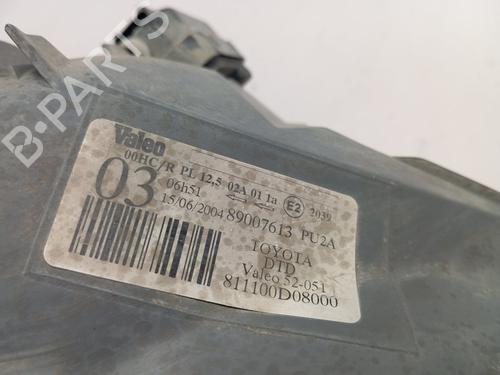 B-PARTS
Valeo
00HC/R PL 12,5 02A 01 1a E2 2039
03
06h51
15/06/2004 89007613 PU2A
TOYOTA
DTD
Valeo 52-051
811100D08000